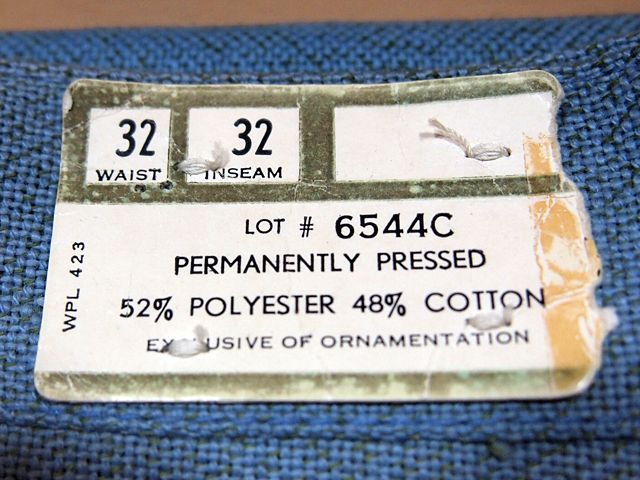 32 32
WAIST INSEAM
LOT # 6544C
PERMANENTLY PRESSED
52% POLYESTER 48% COTTON
EXCLUSIVE OF ORNAMENTATION
WPL 423